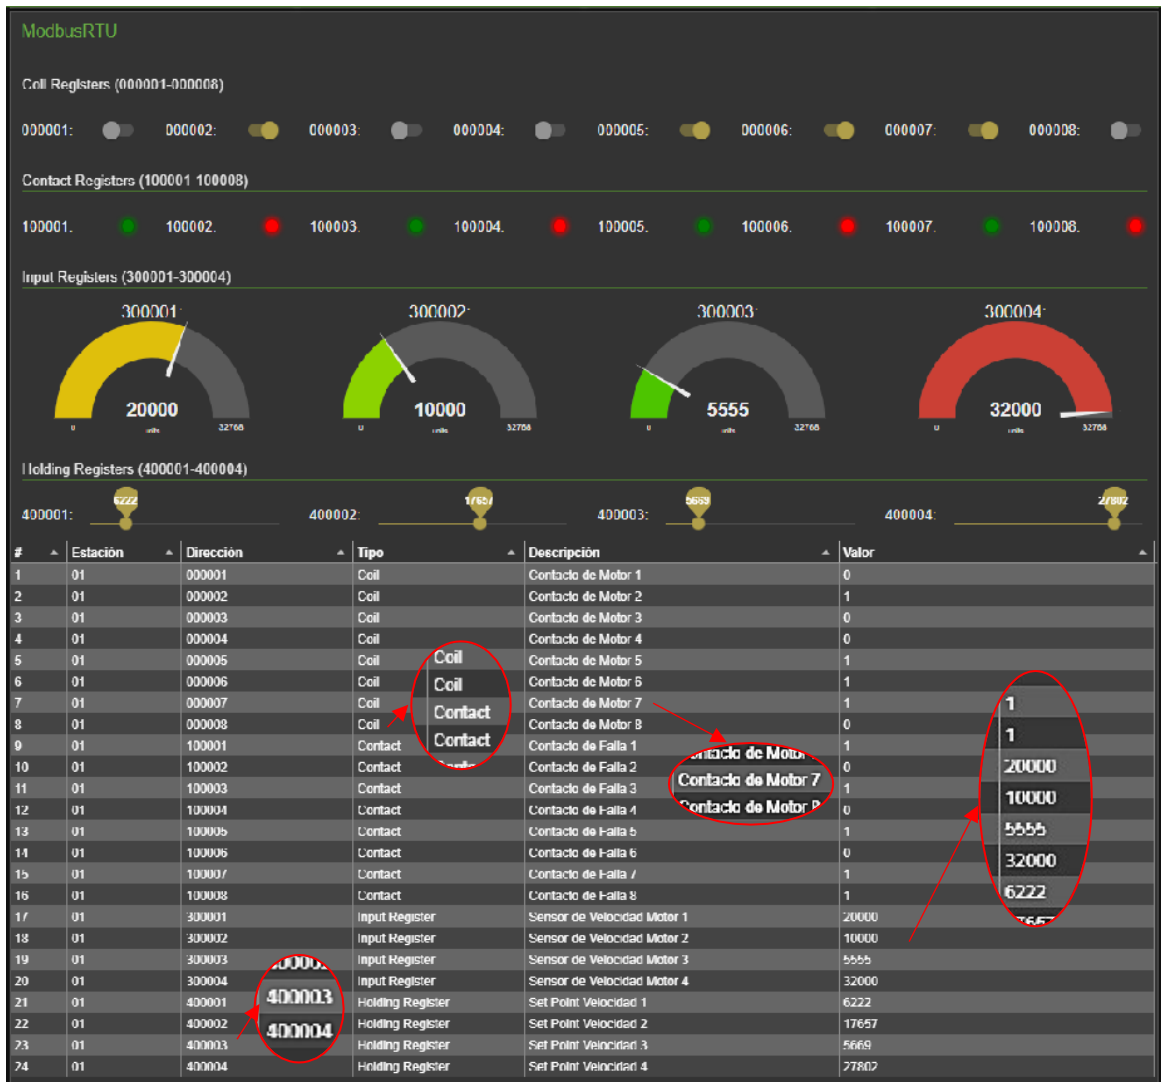 ModbusRTU
Coil Registers (000001-000008)
000001: 000002: 000003: 000004: 000005: 000006: 000007: 000008:
Contact Registers (100001 100008)
100001. 100002. 100003. 100004. 100005. 100006. 100007. 100008.
Input Registers (300001-300004)
300001: 300002: 300003: 300004:
20000 10000 5555 32000
0 units 32768 0 units 32768 0 units 32768 0 units 32768
Holding Registers (400001-400004)
6222 17657 5669 27802
400001: 400002: 400003: 400004:
# Estación Dirección Tipo Descripción Valor
1 01 000001 Coil Contacto de Motor 1 0
2 01 000002 Coil Contacto de Motor 2 1
3 01 000003 Coil Contacto de Motor 3 0
4 01 000004 Coil Contacto de Motor 4 0
5 01 000005 Coil Contacto de Motor 5 1
6 01 000006 Coil Contacto de Motor 6 1
7 01 000007 Coil Contacto de Motor 7 1
8 01 000008 Coil Contacto de Motor 8 0
9 01 100001 Contact Contacto de Falla 1 1
10 01 100002 Contact Contacto de Falla 2 0
11 01 100003 Contact Contacto de Falla 3 1
12 01 100004 Contact Contacto de Falla 4 0
13 01 100005 Contact Contacto de Falla 5 1
14 01 100006 Contact Contacto de Falla 6 0
15 01 100007 Contact Contacto de Falla 7 1
16 01 100008 Contact Contacto de Falla 8 1
17 01 300001 Input Register Sensor de Velocidad Motor 1 20000
18 01 300002 Input Register Sensor de Velocidad Motor 2 10000
19 01 300003 Input Register Sensor de Velocidad Motor 3 5555
20 01 300004 Input Register Sensor de Velocidad Motor 4 32000
21 01 400001 Holding Register Set Point Velocidad 1 6222
22 01 400002 Holding Register Set Point Velocidad 2 17657
23 01 400003 Holding Register Set Point Velocidad 3 5669
24 01 400004 Holding Register Set Point Velocidad 4 27802
Coil
Coil
Contact
Contact
Contacto de Motor 7
1
1
20000
10000
5555
32000
6222
400003
400004